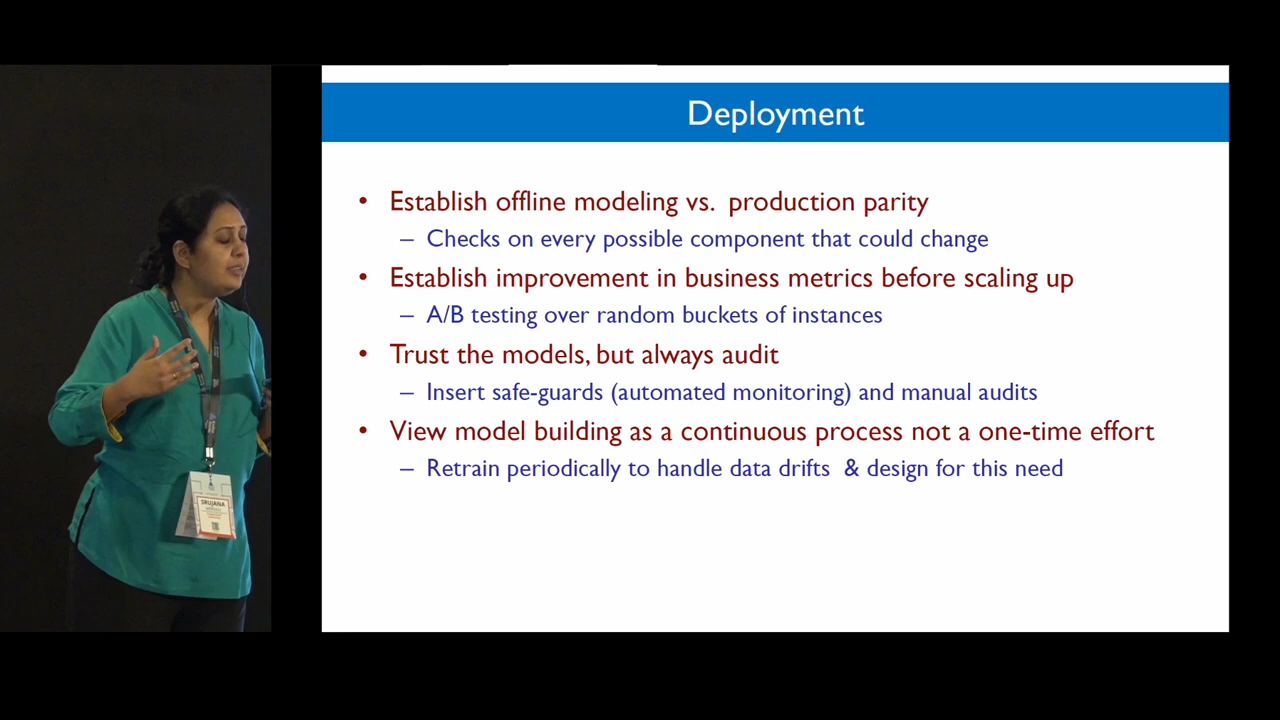 Deployment
• Establish offline modeling vs. production parity
– Checks on every possible component that could change
• Establish improvement in business metrics before scaling up
– A/B testing over random buckets of instances
• Trust the models, but always audit
– Insert safe-guards (automated monitoring) and manual audits
• View model building as a continuous process not a one-time effort
– Retrain periodically to handle data drifts & design for this need
SRUJANA